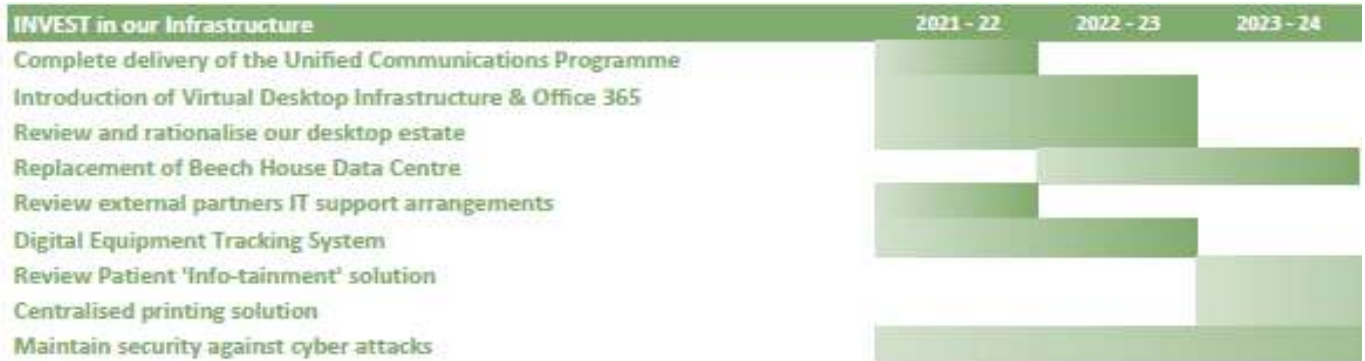 INVEST in our Infrastructure 2021 - 22 2022 - 23 2023 - 24
Complete delivery of the Unified Communications Programme
Introduction of Virtual Desktop Infrastructure & Office 365
Review and rationalise our desktop estate
Replacement of Beech House Data Centre
Review external partners IT support arrangements
Digital Equipment Tracking System
Review Patient 'Info-tainment' solution
Centralised printing solution
Maintain security against cyber attacks